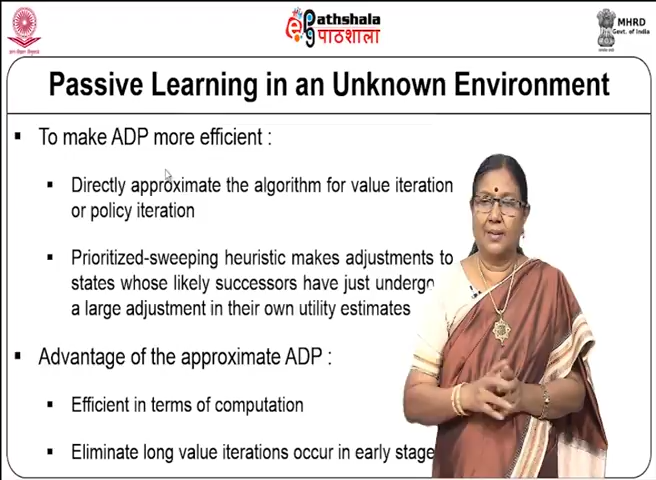 ePathshala
पाठशाला
MHRD
Govt. of India
Passive Learning in an Unknown Environment
To make ADP more efficient :
Directly approximate the algorithm for value iteration
or policy iteration
Prioritized-sweeping heuristic makes adjustments to
states whose likely successors have just undergo
a large adjustment in their own utility estimates
Advantage of the approximate ADP :
Efficient in terms of computation
Eliminate long value iterations occur in early stage